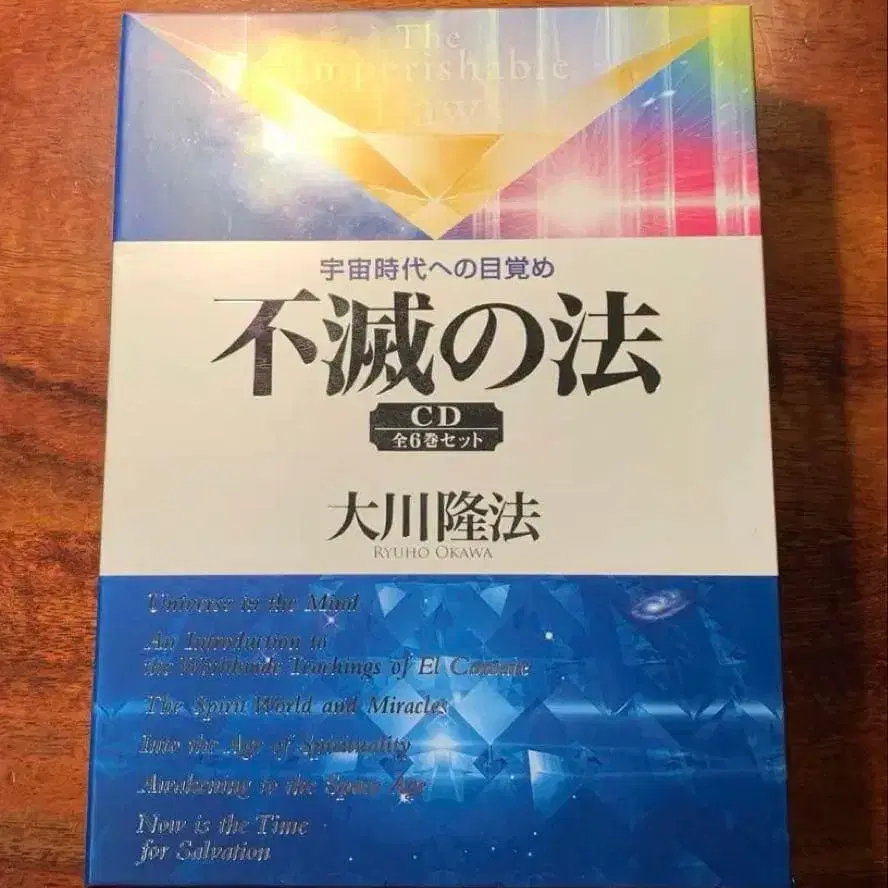 The
Imperishable
Laws
宇宙時代への目覚め
不滅の法
CD
全6巻セット
大川隆法
RYUHO OKAWA
Universe in the Mind
An Introduction to
the Teachings of El Cantare
The Spirit World and Miracles
Into the Age of Spirituality
Awakening to the Space Age
Now is the Time
for Salvation